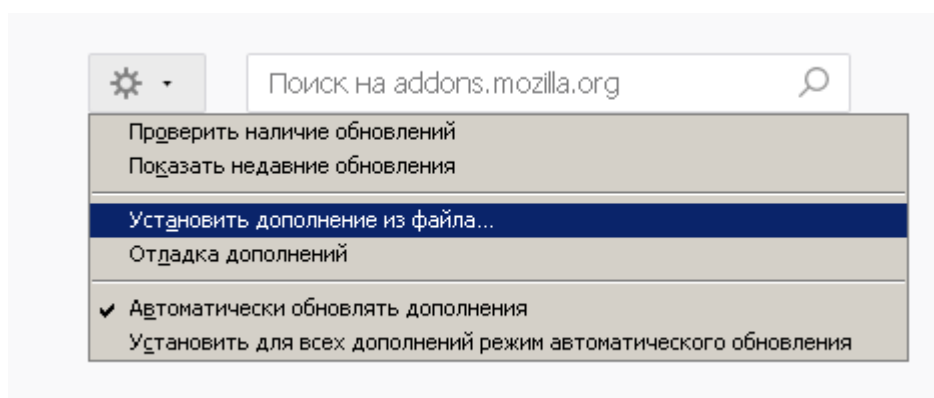 Поиск на addons.mozilla.org
Проверить наличие обновлений
Показать недавние обновления
Установить дополнение из файла...
Отладка дополнений
Автоматически обновлять дополнения
Установить для всех дополнений режим автоматического обновления